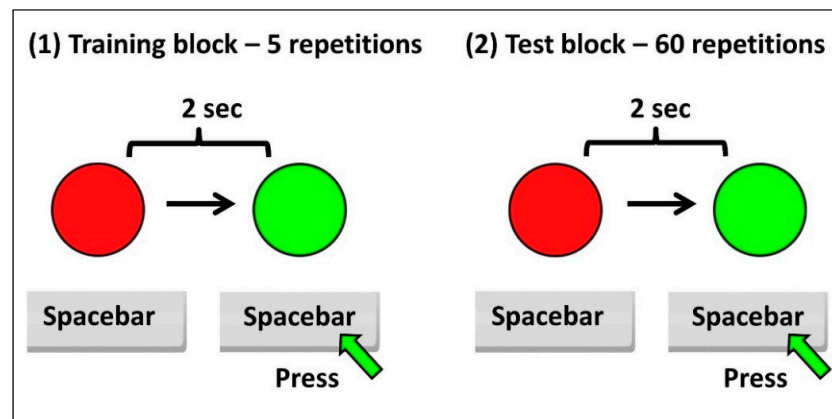 (1) Training block – 5 repetitions
2 sec
Spacebar
Spacebar
Press
(2) Test block – 60 repetitions
2 sec
Spacebar
Spacebar
Press